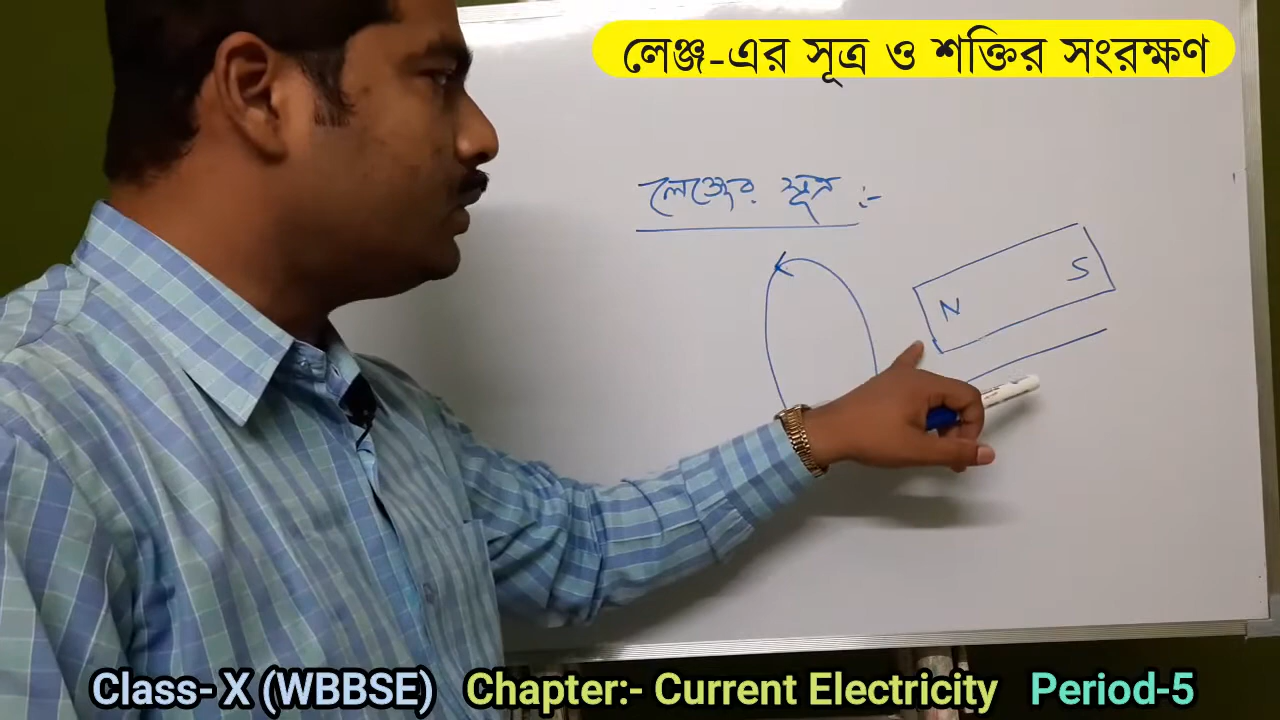 লেঞ্জ-এর সূত্র ও শক্তির সংরক্ষণ
লেঞ্জের সূত্র :-
N S
Class- X (WBBSE) Chapter:- Current Electricity Period-5